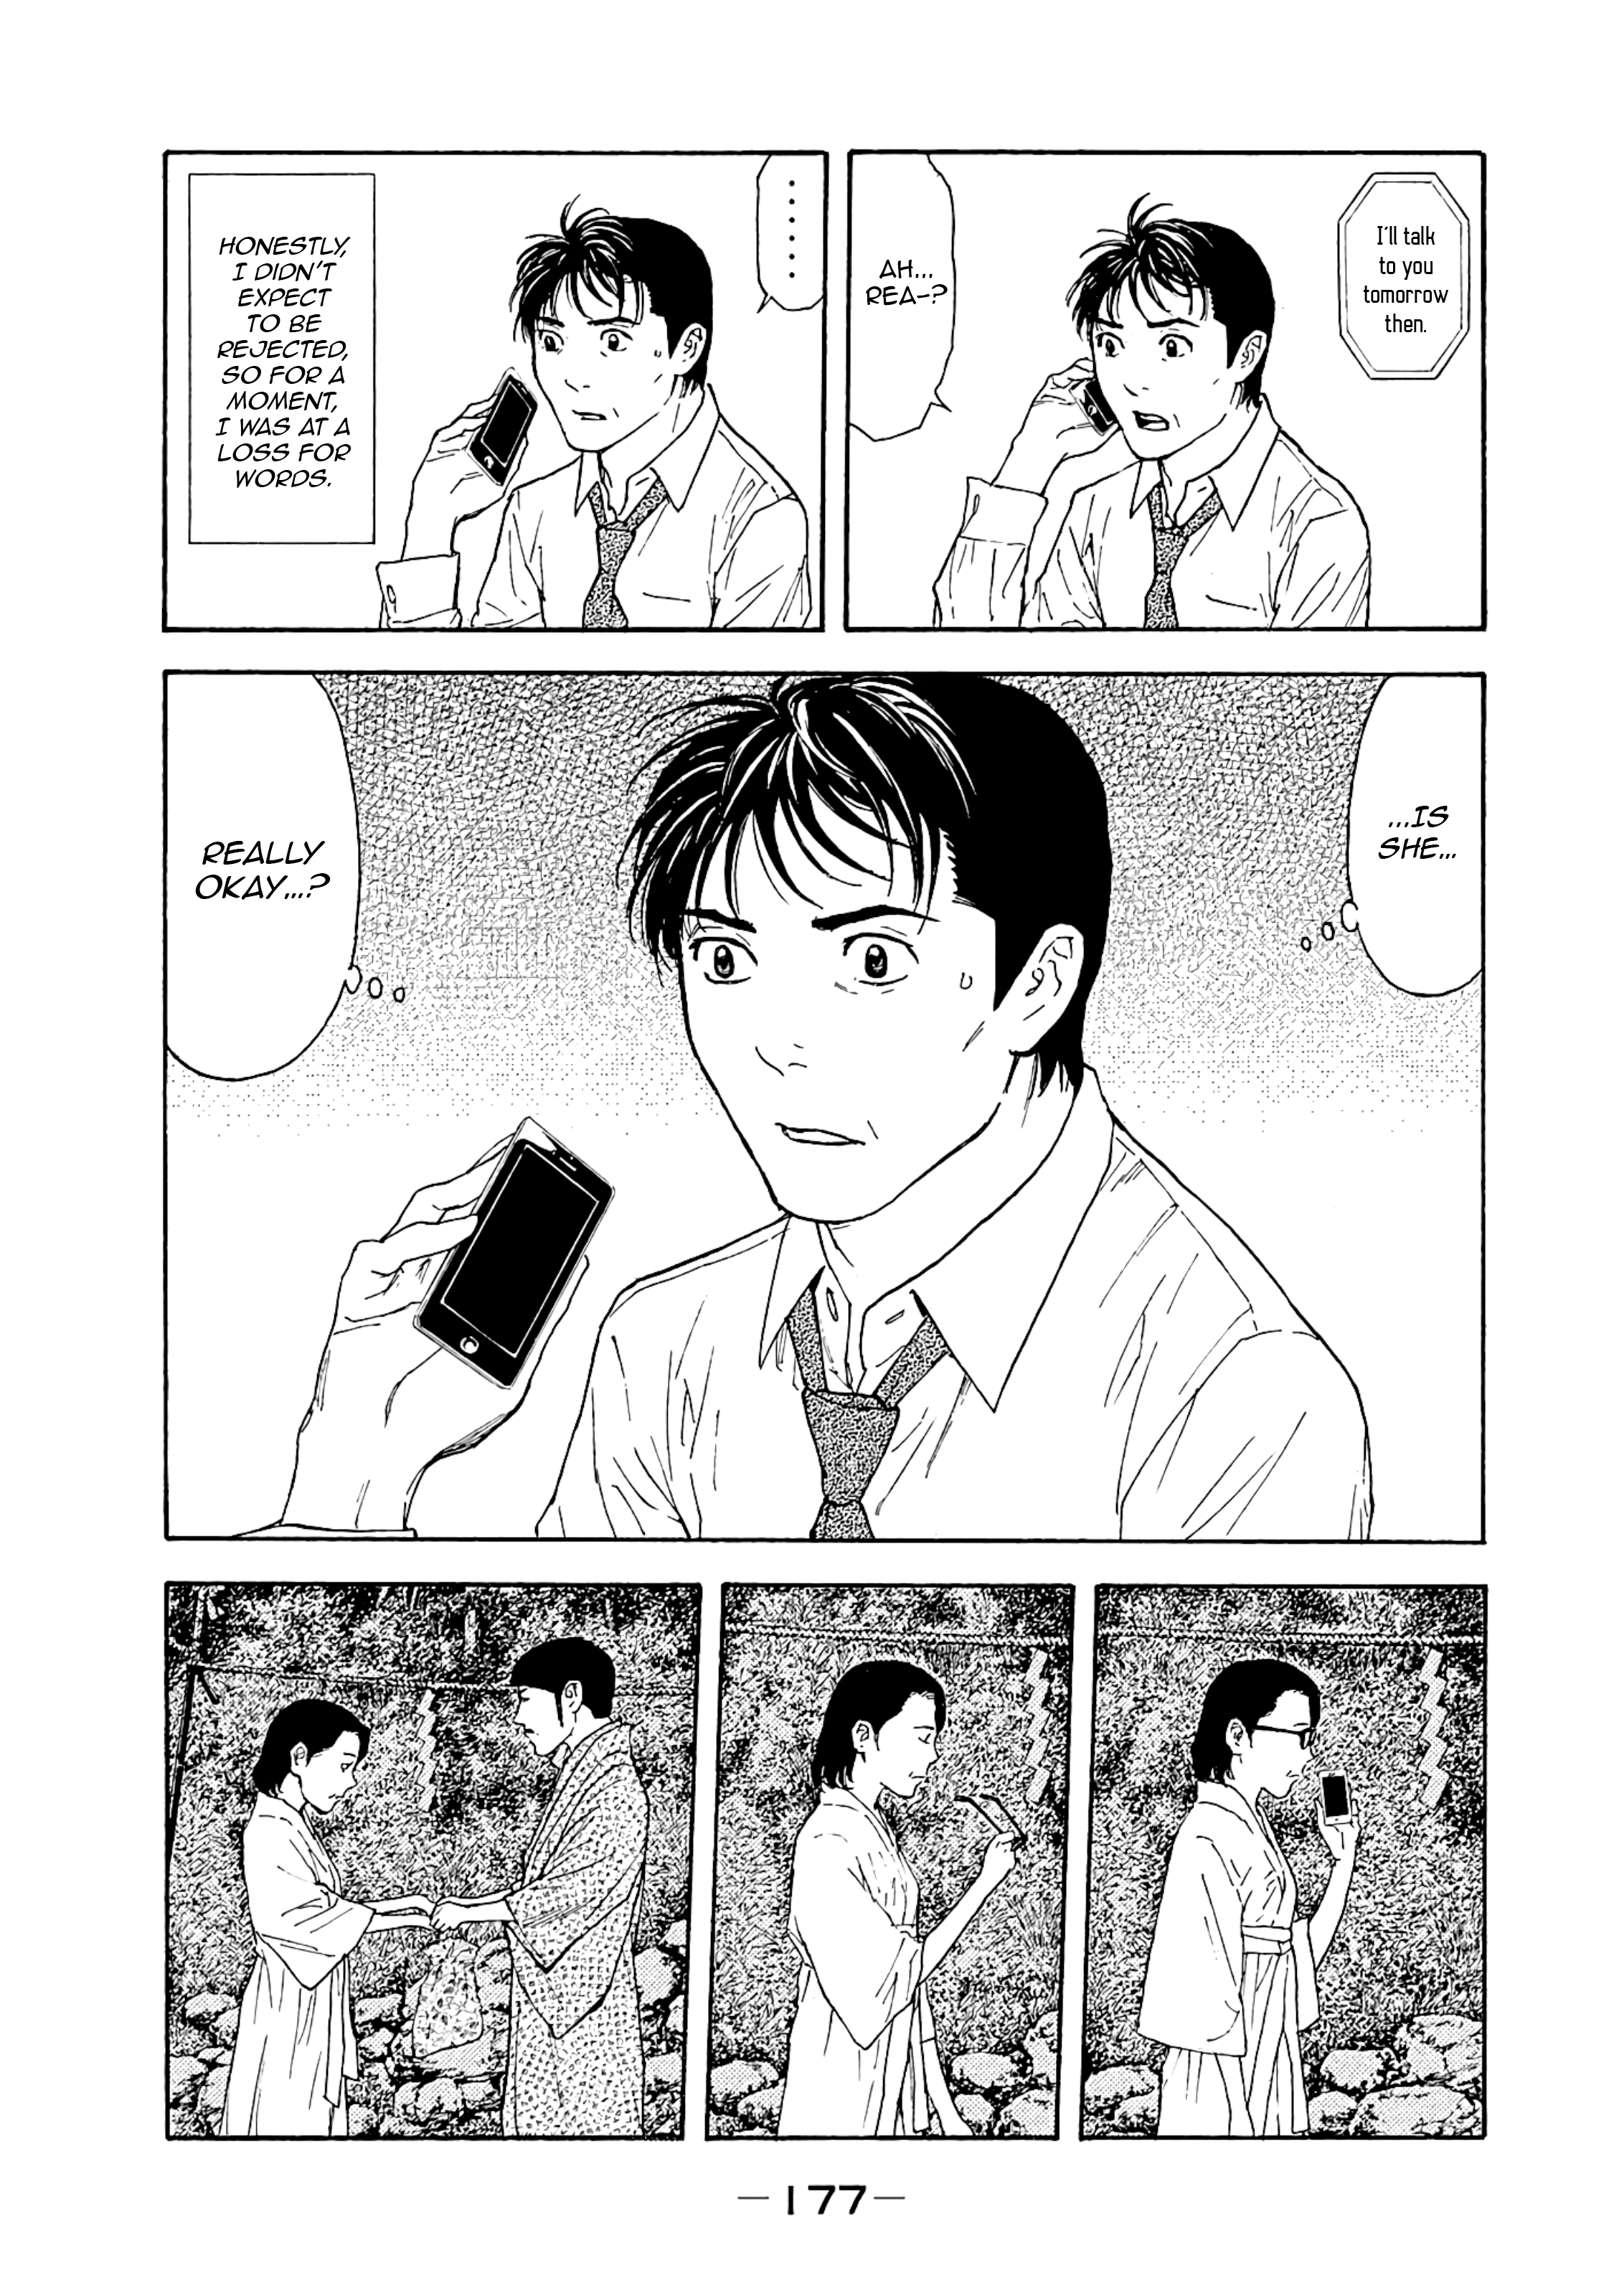 I'll talk
to you
tomorrow
then.
AH...
REA-?
......
HONESTLY,
I DIDN'T
EXPECT
TO BE
REJECTED,
SO FOR A
MOMENT,
I WAS AT A
LOSS FOR
WORDS.
...IS
SHE...
REALLY
OKAY...?
—177—